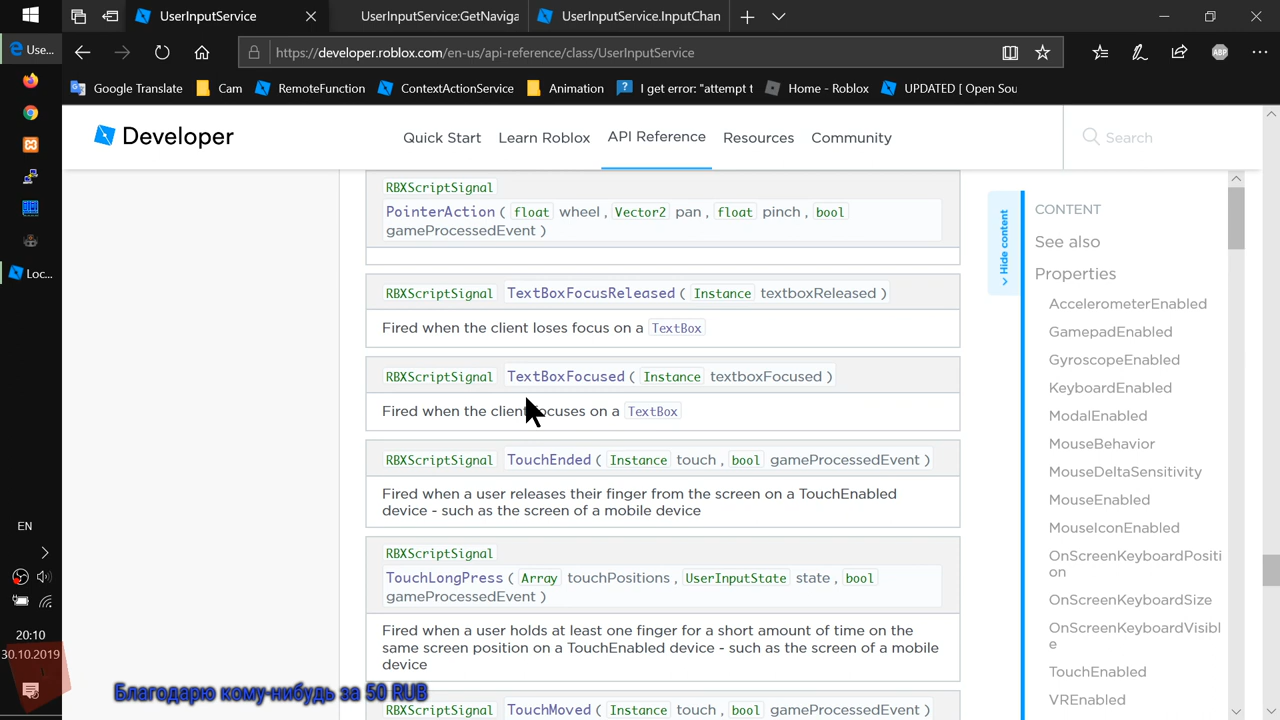 UserInputService
UserInputService:GetNaviga
UserInputService.InputChan
Use...
https://developer.roblox.com/en-us/api-reference/class/UserInputService
Google Translate
Cam
RemoteFunction
ContextActionService
Animation
I get error: "attempt t
Home - Roblox
UPDATED [ Open Sou
ABP
Developer
Quick Start
Learn Roblox
API Reference
Resources
Community
Search
Loc...
RBXScriptSignal
PointerAction ( float wheel , Vector2 pan , float pinch , bool
gameProcessedEvent )
RBXScriptSignal TextBoxFocusReleased ( Instance textboxReleased )
Fired when the client loses focus on a TextBox
RBXScriptSignal TextBoxFocused ( Instance textboxFocused )
Fired when the client focuses on a TextBox
RBXScriptSignal TouchEnded ( Instance touch , bool gameProcessedEvent )
Fired when a user releases their finger from the screen on a TouchEnabled
device - such as the screen of a mobile device
RBXScriptSignal
TouchLongPress ( Array touchPositions , UserInputState state , bool
gameProcessedEvent )
Fired when a user holds at least one finger for a short amount of time on the
same screen position on a TouchEnabled device - such as the screen of a mobile
device
RBXScriptSignal TouchMoved ( Instance touch , bool gameProcessedEvent )
Hide content
CONTENT
See also
Properties
AccelerometerEnabled
GamepadEnabled
GyroscopeEnabled
KeyboardEnabled
ModalEnabled
MouseBehavior
MouseDeltaSensitivity
MouseEnabled
MouseIconEnabled
OnScreenKeyboardPositi
on
OnScreenKeyboardSize
OnScreenKeyboardVisibl
e
TouchEnabled
VREnabled
EN
20:10
30.10.2019
Благодарю кому-нибудь за 50 RUB